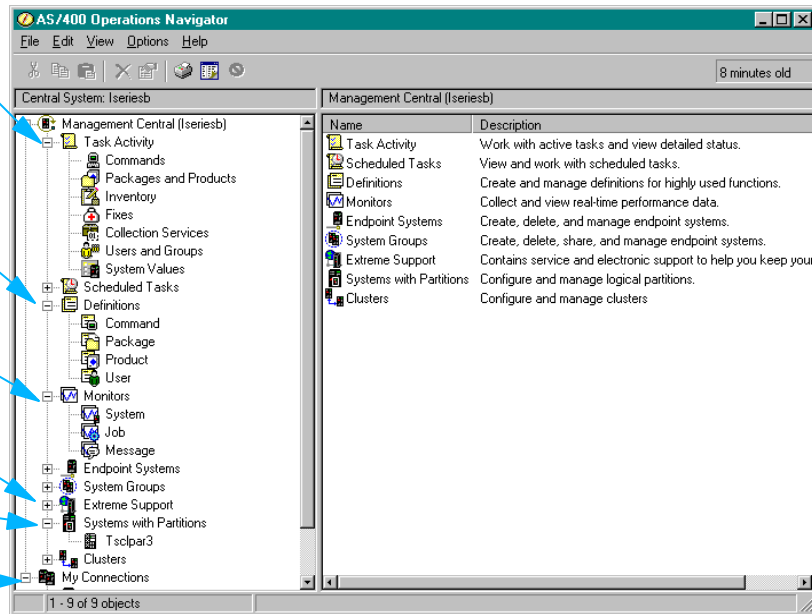 AS/400 Operations Navigator
File Edit View Options Help
8 minutes old
Central System: Iseriesb
Management Central (Iseriesb)
Management Central (Iseriesb)
Task Activity
Commands
Packages and Products
Inventory
Fixes
Collection Services
Users and Groups
System Values
Scheduled Tasks
Definitions
Command
Package
Product
User
Monitors
System
Job
Message
Endpoint Systems
System Groups
Extreme Support
Systems with Partitions
Tsclpar3
Clusters
My Connections
Name Description
Task Activity Work with active tasks and view detailed status.
Scheduled Tasks View and work with scheduled tasks.
Definitions Create and manage definitions for highly used functions.
Monitors Collect and view real-time performance data.
Endpoint Systems Create, delete, and manage endpoint systems.
System Groups Create, delete, share, and manage endpoint systems.
Extreme Support Contains service and electronic support to help you keep your
Systems with Partitions Configure and manage logical partitions.
Clusters Configure and manage clusters
1 - 9 of 9 objects